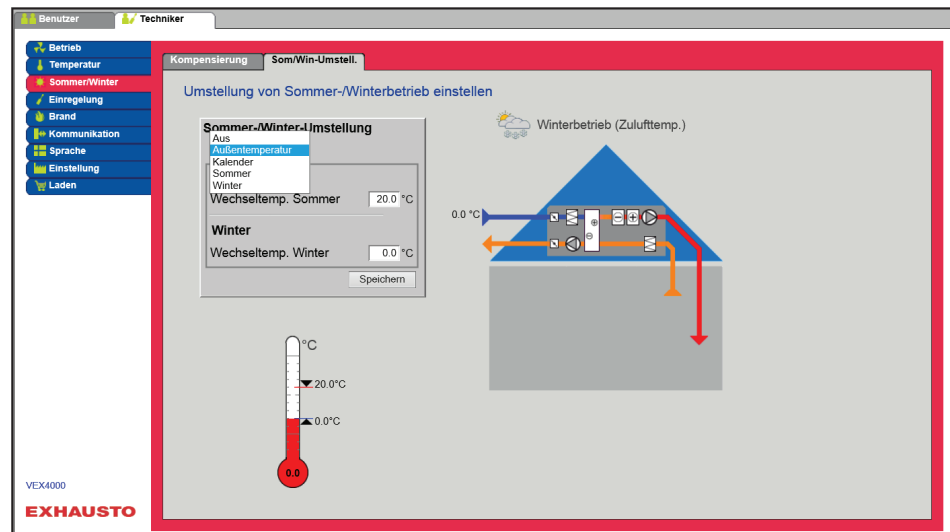 Benutzer
Techniker
Betrieb
Temperatur
Sommer/Winter
Einregelung
Brand
Kommunikation
Sprache
Einstellung
Laden
Kompensierung
Som/Win-Umstell.
Umstellung von Sommer-/Winterbetrieb einstellen
Sommer-/Winter-Umstellung
Aus
Außentemperatur
Kalender
Sommer
Winter
Wechseltemp. Sommer 20.0 °C
Winter
Wechseltemp. Winter 0.0 °C
Speichern
Winterbetrieb (Zulufttemp.)
0.0 °C
°C
20.0°C
0.0°C
0.0
VEX4000
EXHAUSTO